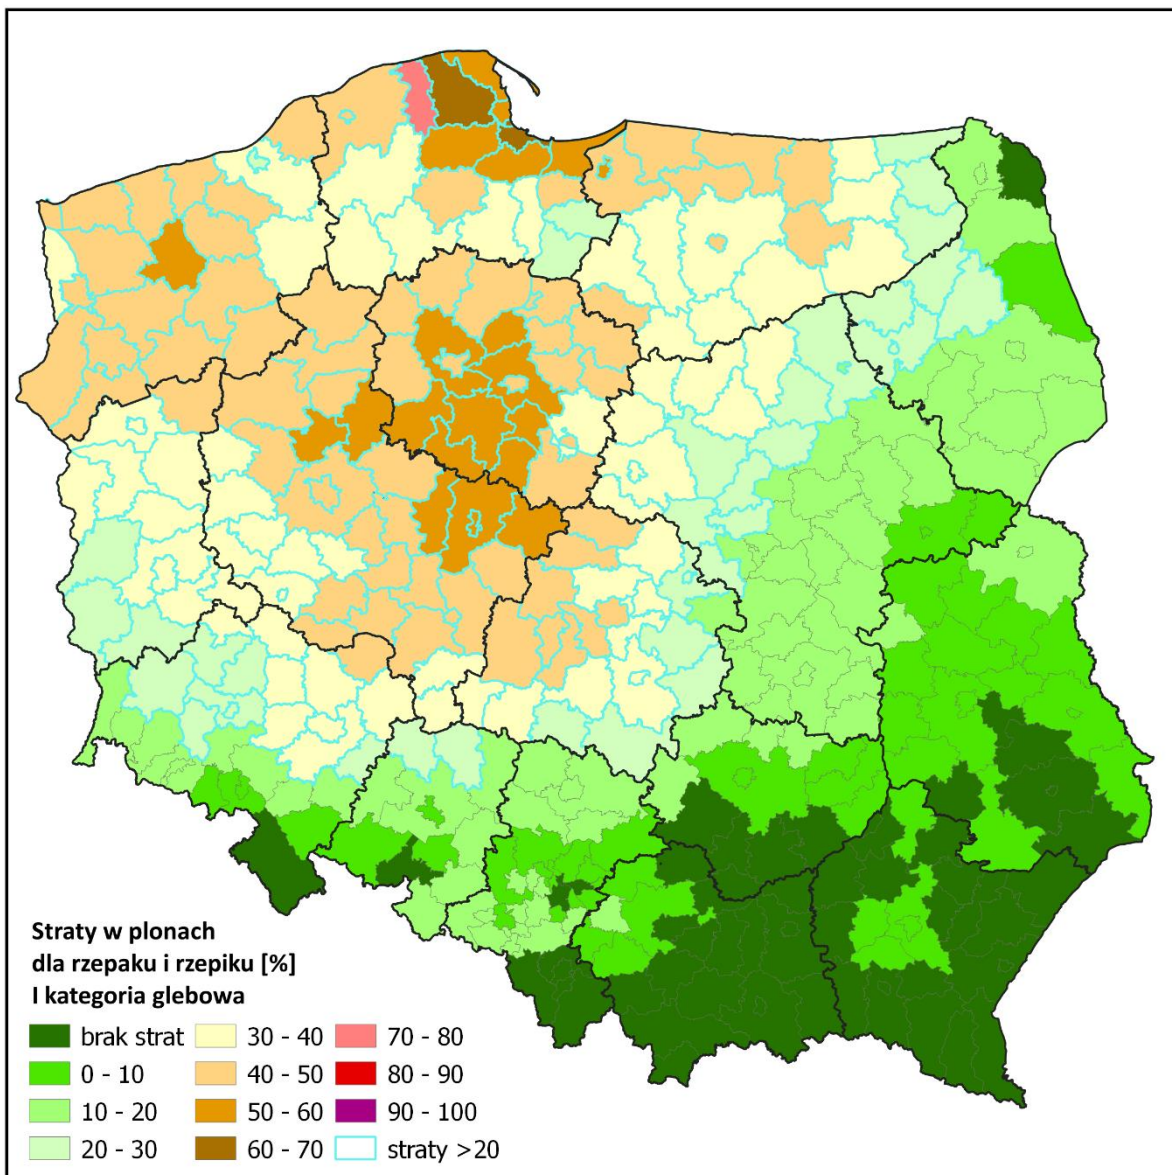 Straty w plonach
dla rzepaku i rzepiku [%]
I kategoria glebowa
brak strat
0 - 10
10 - 20
20 - 30
30 - 40
40 - 50
50 - 60
60 - 70
70 - 80
80 - 90
90 - 100
straty >20